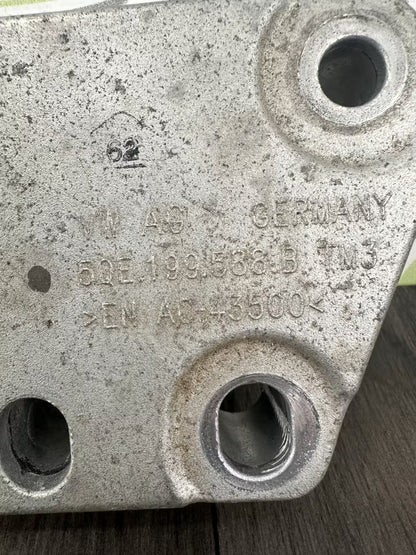 62
VW AG GERMANY
5QE.199.588.B TM3
>EN AC-43500<